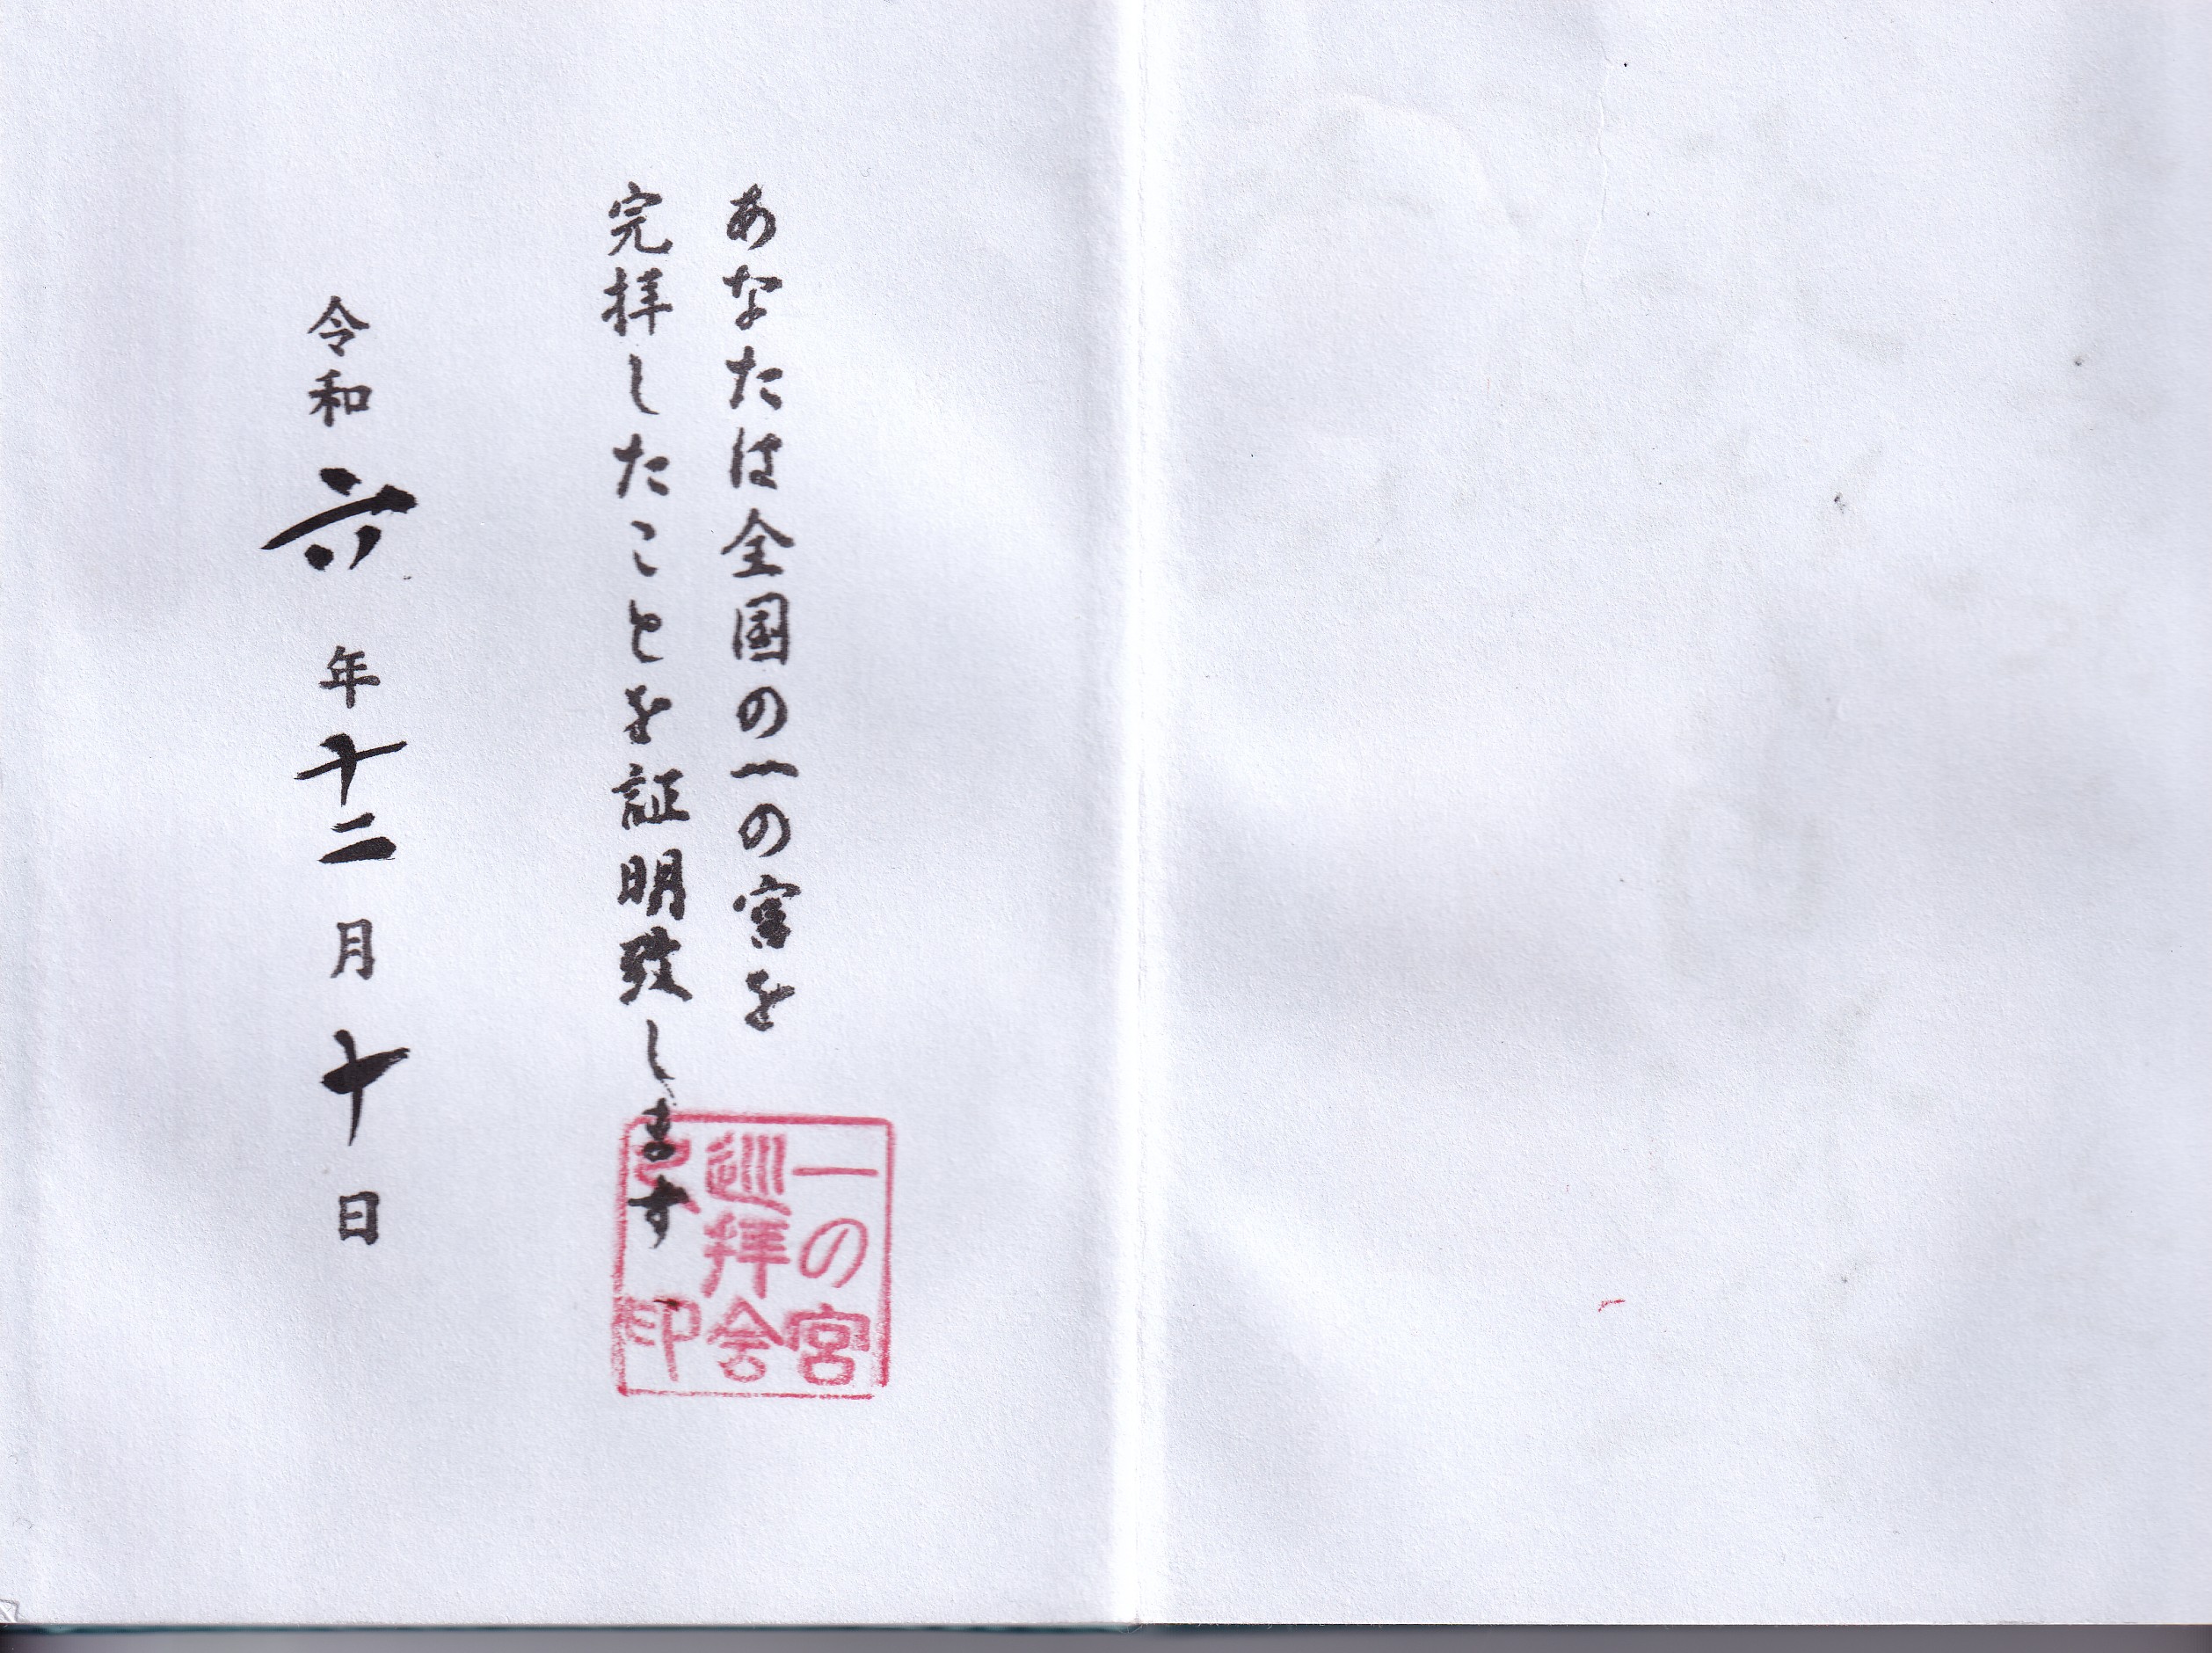 あなたは全国の一の宮を
完拝したことを証明致します
一の宮
巡拝会
之印
令和六年十二月十日